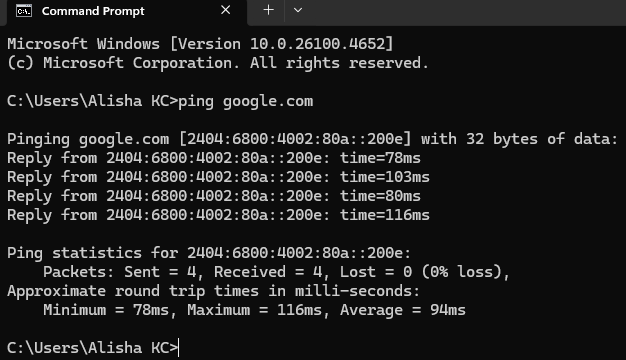 Command Prompt
Microsoft Windows [Version 10.0.26100.4652]
(c) Microsoft Corporation. All rights reserved.
C:\Users\Alisha KC>ping google.com
Pinging google.com [2404:6800:4002:80a::200e] with 32 bytes of data:
Reply from 2404:6800:4002:80a::200e: time=78ms
Reply from 2404:6800:4002:80a::200e: time=103ms
Reply from 2404:6800:4002:80a::200e: time=80ms
Reply from 2404:6800:4002:80a::200e: time=116ms
Ping statistics for 2404:6800:4002:80a::200e:
    Packets: Sent = 4, Received = 4, Lost = 0 (0% loss),
Approximate round trip times in milli-seconds:
    Minimum = 78ms, Maximum = 116ms, Average = 94ms
C:\Users\Alisha KC>